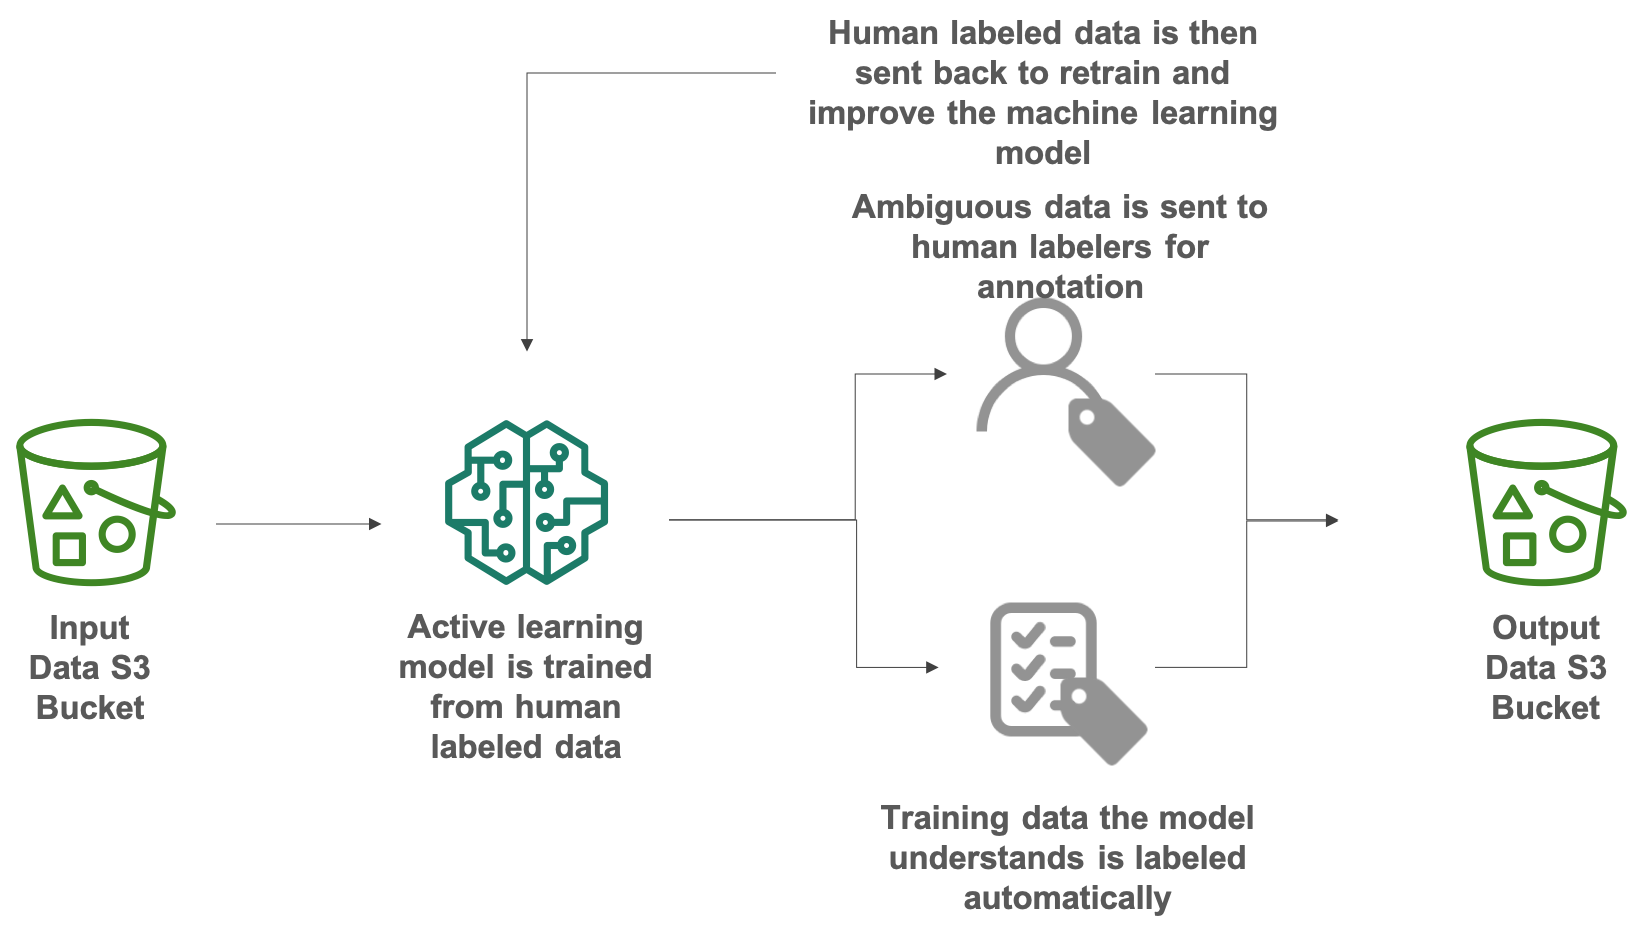 Human labeled data is then
sent back to retrain and
improve the machine learning
model
Ambiguous data is sent to
human labelers for
annotation
Input
Data S3
Bucket
Active learning
model is trained
from human
labeled data
Output
Data S3
Bucket
Training data the model
understands is labeled
automatically